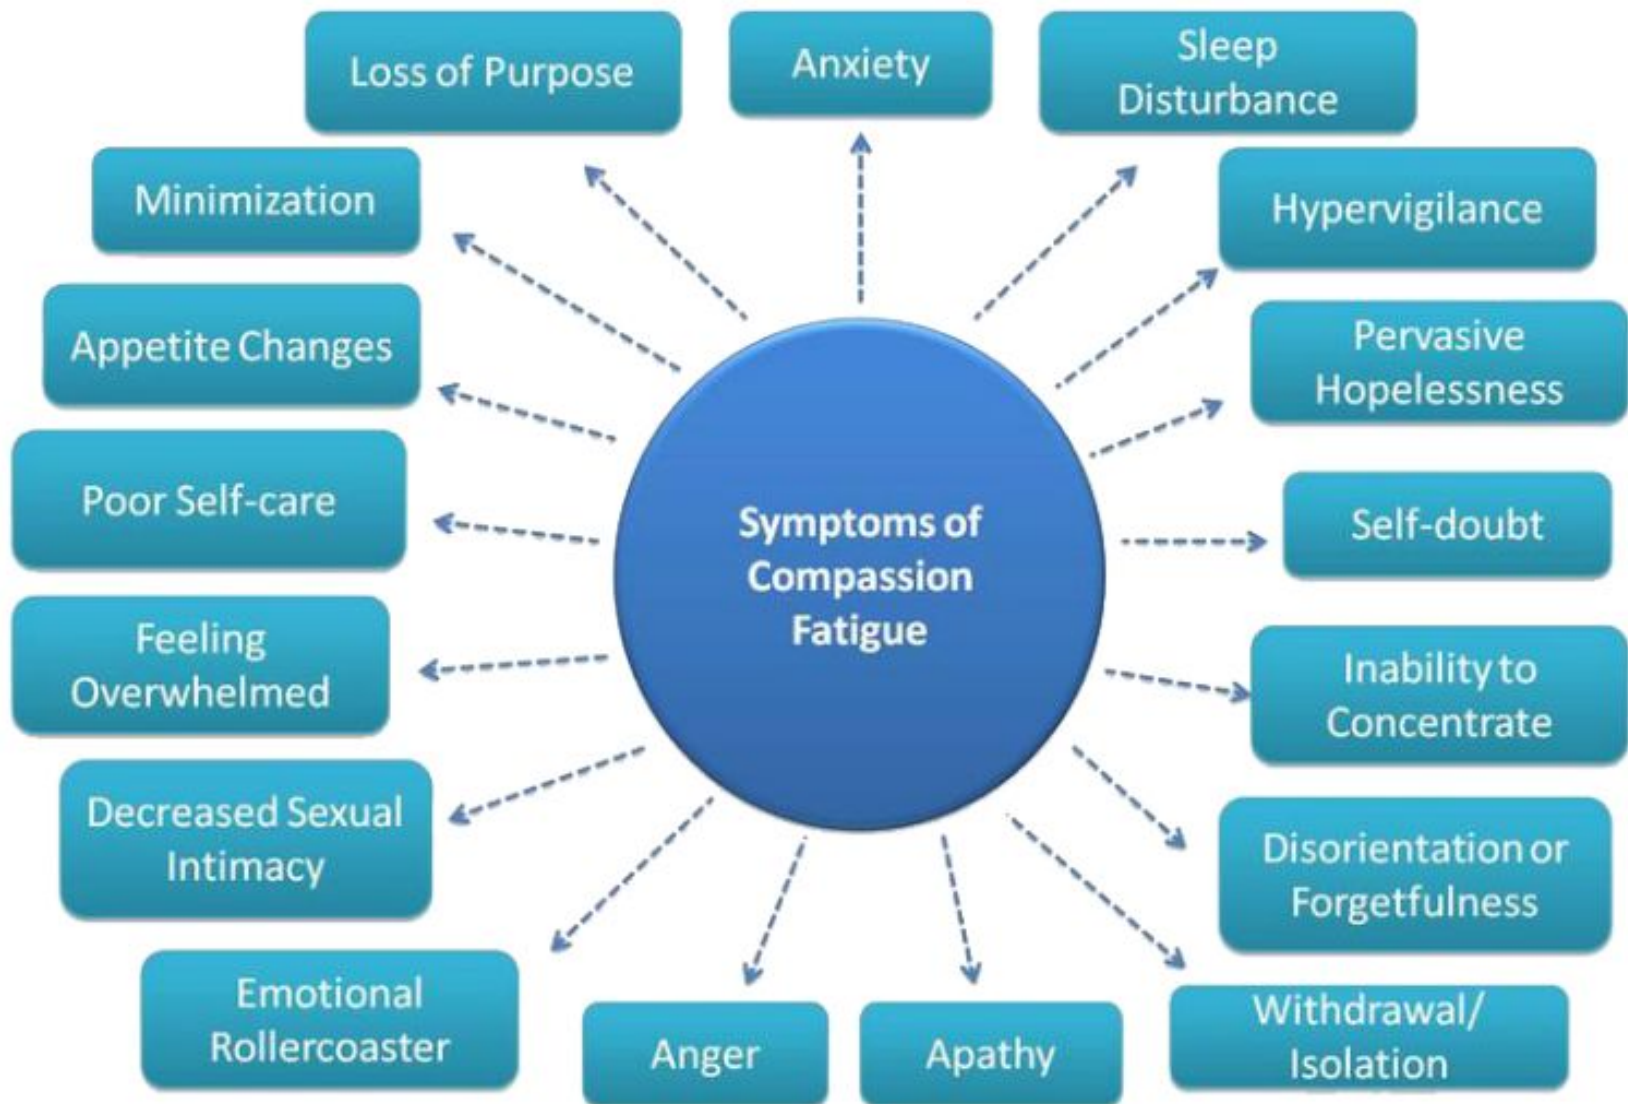 Loss of Purpose
Anxiety
Sleep
Disturbance
Minimization
Hypervigilance
Appetite Changes
Pervasive
Hopelessness
Poor Self-care
Symptoms of
Compassion
Fatigue
Self-doubt
Feeling
Overwhelmed
Inability to
Concentrate
Decreased Sexual
Intimacy
Disorientation or
Forgetfulness
Emotional
Rollercoaster
Anger
Apathy
Withdrawal/
Isolation